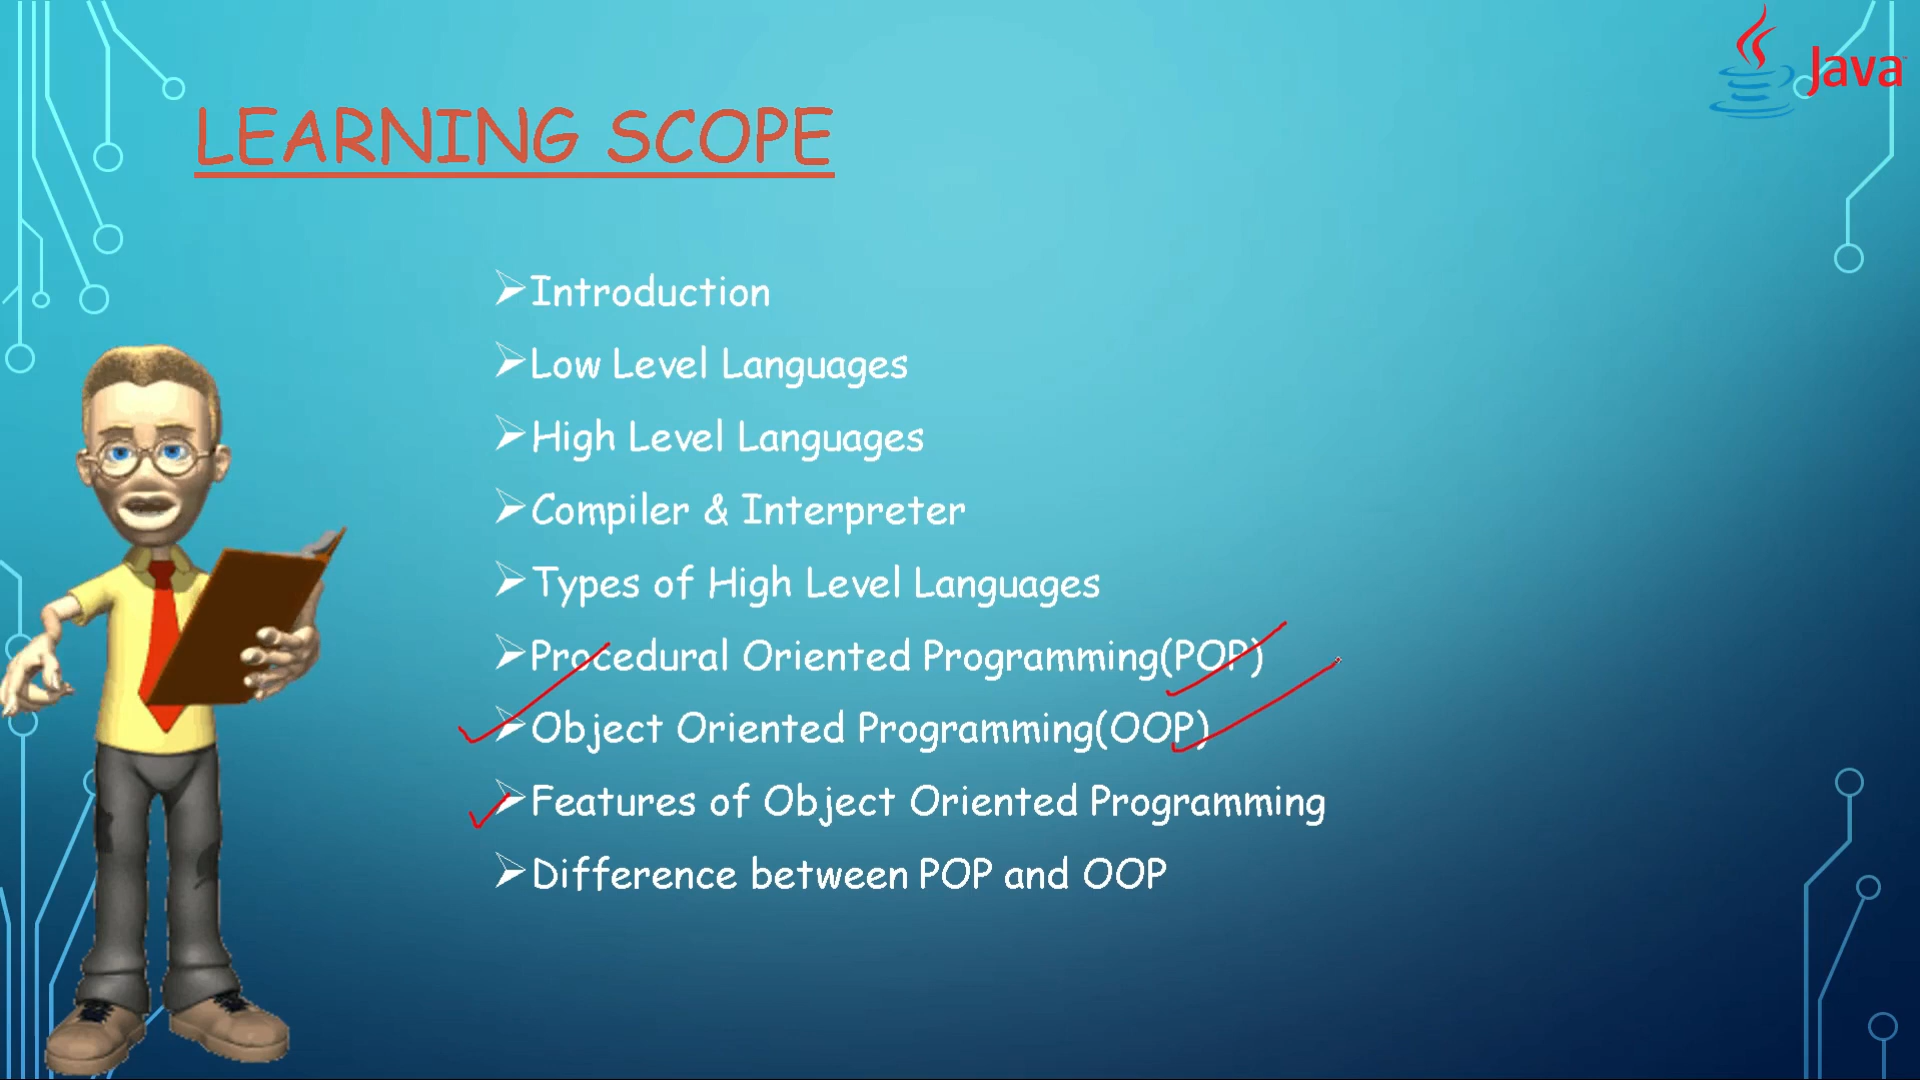 Java
LEARNING SCOPE
Introduction
Low Level Languages
High Level Languages
Compiler & Interpreter
Types of High Level Languages
Procedural Oriented Programming(POP)
Object Oriented Programming(OOP)
Features of Object Oriented Programming
Difference between POP and OOP